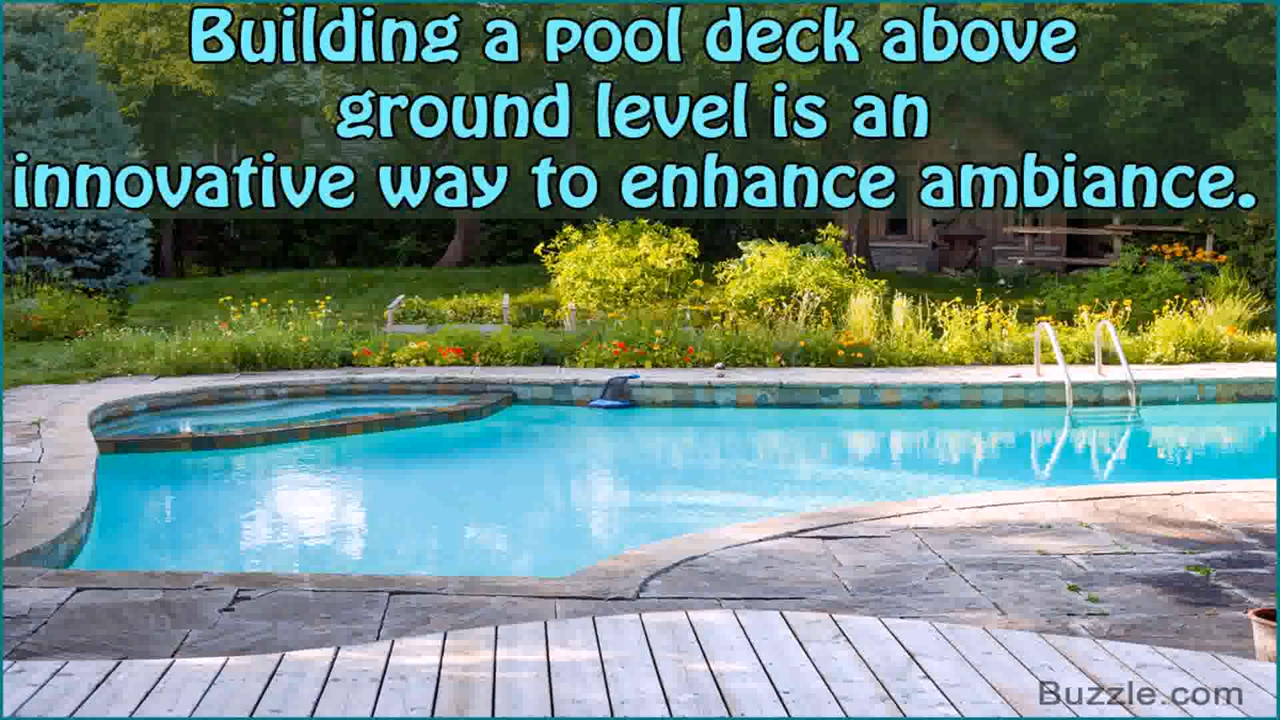 Building a pool deck above
ground level is an
innovative way to enhance ambiance.
Buzzle.com